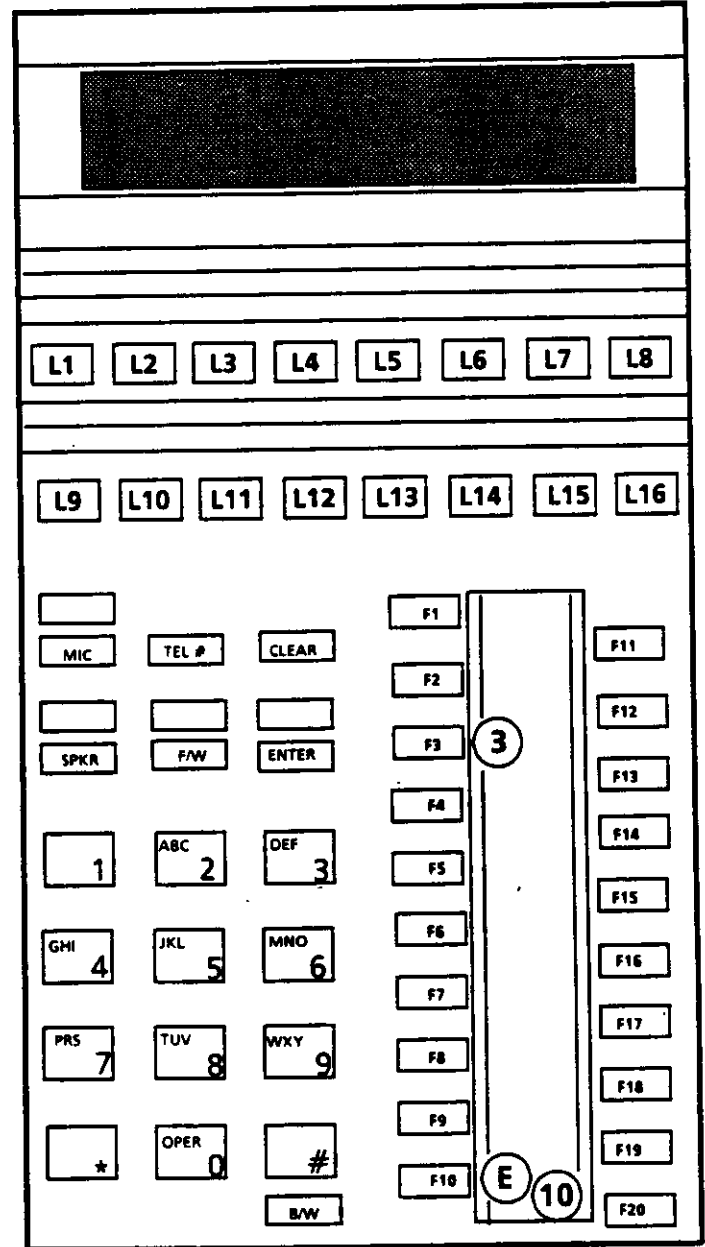 L1 L2 L3 L4 L5 L6 L7 L8
L9 L10 L11 L12 L13 L14 L15 L16
F1
MIC TEL # CLEAR F11
F2
F12
SPKR F/W ENTER F3 3
F13
F4
F14
1 ABC 2 DEF 3 F5
F15
GHI 4 JKL 5 MNO 6 F6
F16
F7
F17
PRS 7 TUV 8 WXY 9 F8
F18
F9
F19
* OPER 0 # F10 E 10
B/W F20